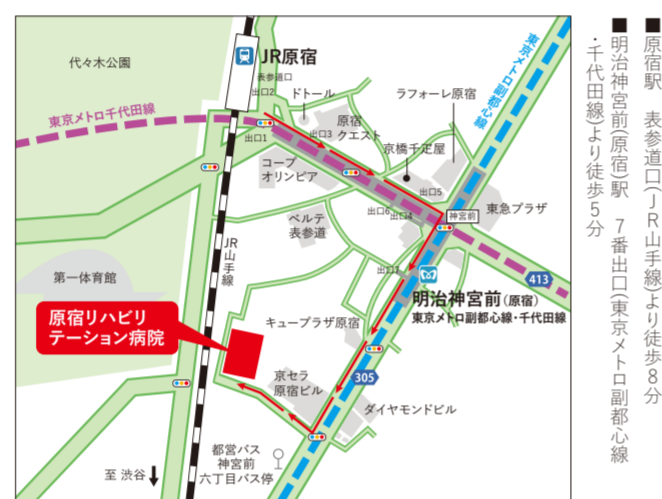 ■原宿駅　表参道口(JR山手線)より徒歩8分
■明治神宮前(原宿)駅　7番出口(東京メトロ副都心線
・千代田線)より徒歩5分
代々木公園
JR原宿
表参道口
出口2
ドトール
ラフォーレ原宿
東京メトロ副都心線
東京メトロ千代田線
出口1
出口3
原宿
クエスト
京橋千疋屋
コープ
オリンピア
出口5
出口6
出口4
神宮前
東急プラザ
ベルテ
表参道
JR山手線
出口7
413
第一体育館
明治神宮前(原宿)
東京メトロ副都心線・千代田線
原宿リハビリ
テーション病院
キュープラザ原宿
305
京セラ
原宿ビル
ダイヤモンドビル
都営バス
神宮前
六丁目バス停
至 渋谷